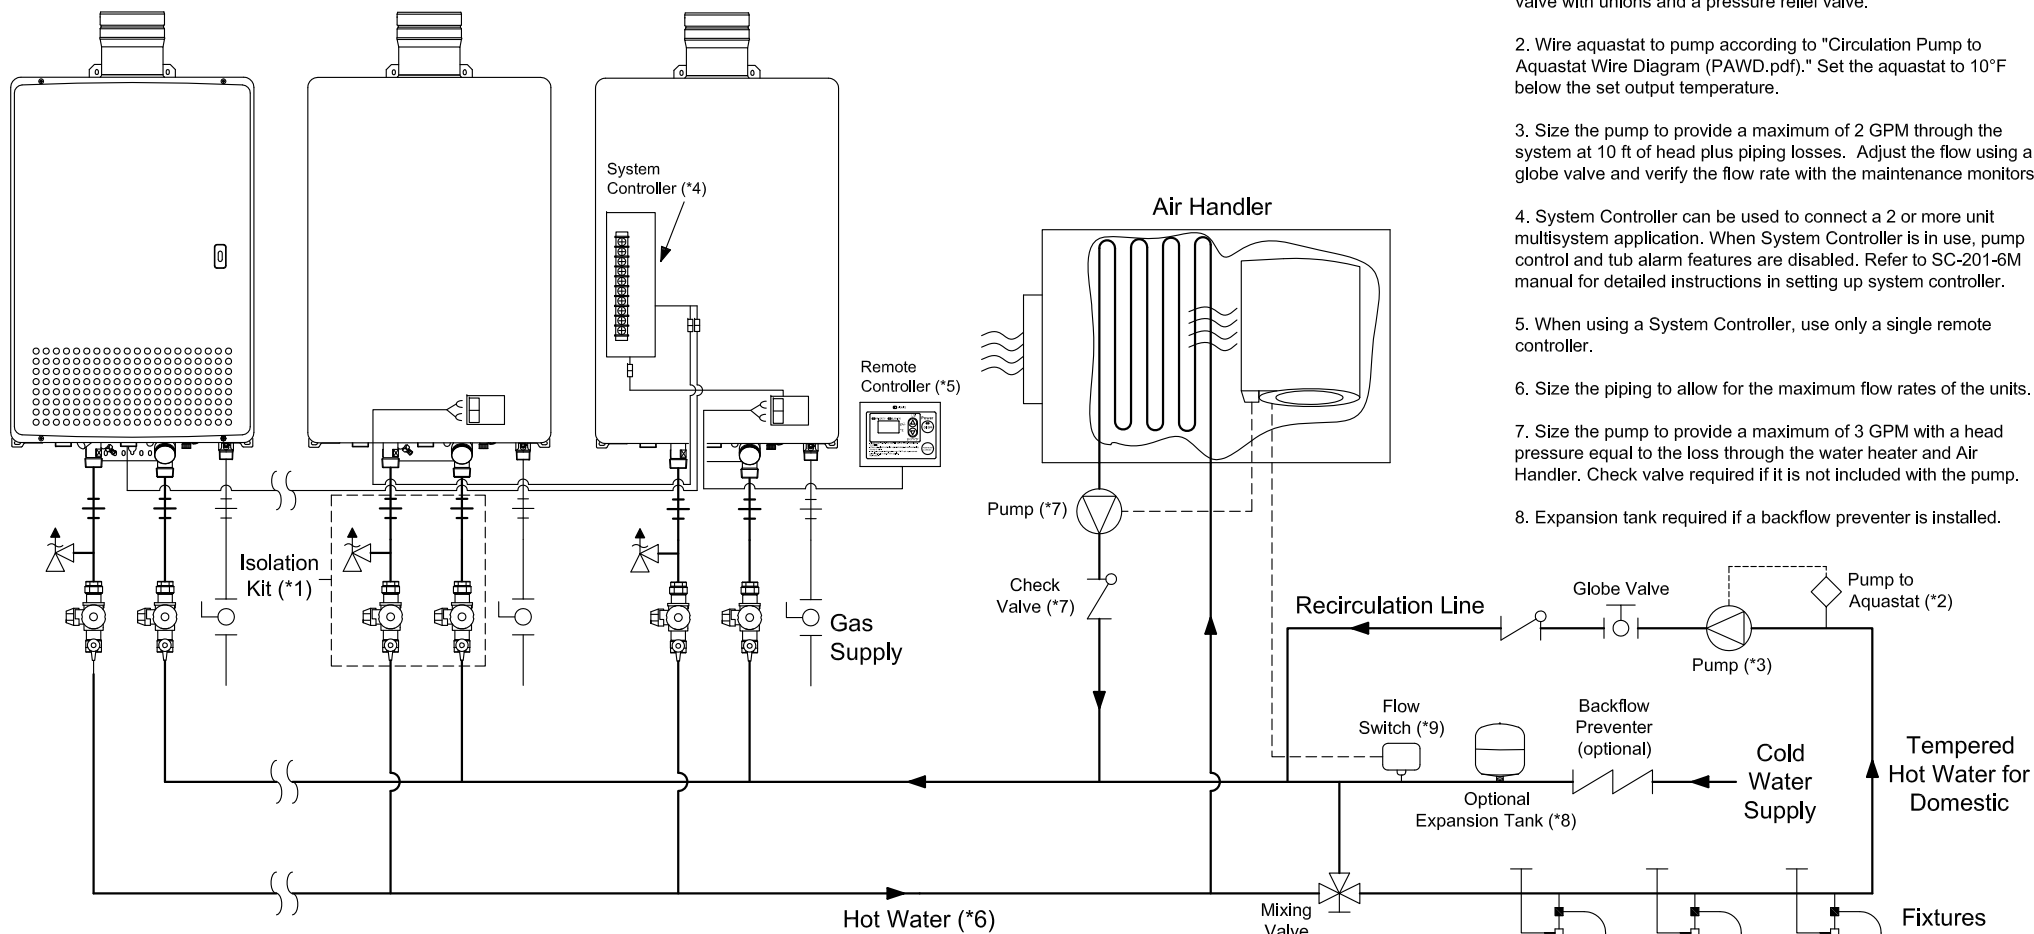 valve with unions and a pressure relief valve.
2. Wire aquastat to pump according to "Circulation Pump to
Aquastat Wire Diagram (PAWD.pdf)." Set the aquastat to 10°F
below the set output temperature.
3. Size the pump to provide a maximum of 2 GPM through the
system at 10 ft of head plus piping losses. Adjust the flow using a
globe valve and verify the flow rate with the maintenance monitors
4. System Controller can be used to connect a 2 or more unit
multisystem application. When System Controller is in use, pump
control and tub alarm features are disabled. Refer to SC-201-6M
manual for detailed instructions in setting up system controller.
5. When using a System Controller, use only a single remote
controller.
6. Size the piping to allow for the maximum flow rates of the units.
7. Size the pump to provide a maximum of 3 GPM with a head
pressure equal to the loss through the water heater and Air
Handler. Check valve required if it is not included with the pump.
8. Expansion tank required if a backflow preventer is installed.
System
Controller (*4)
Air Handler
Remote
Controller (*5)
Power
Pump (*7)
Isolation
Kit (*1)
Check
Valve (*7)
Gas
Supply
Recirculation Line
Globe Valve
Pump to
Aquastat (*2)
Pump (*3)
Flow
Switch (*9)
Backflow
Preventer
(optional)
Cold
Water
Supply
Tempered
Hot Water for
Domestic
Optional
Expansion Tank (*8)
Hot Water (*6)
Mixing
Valve
Fixtures